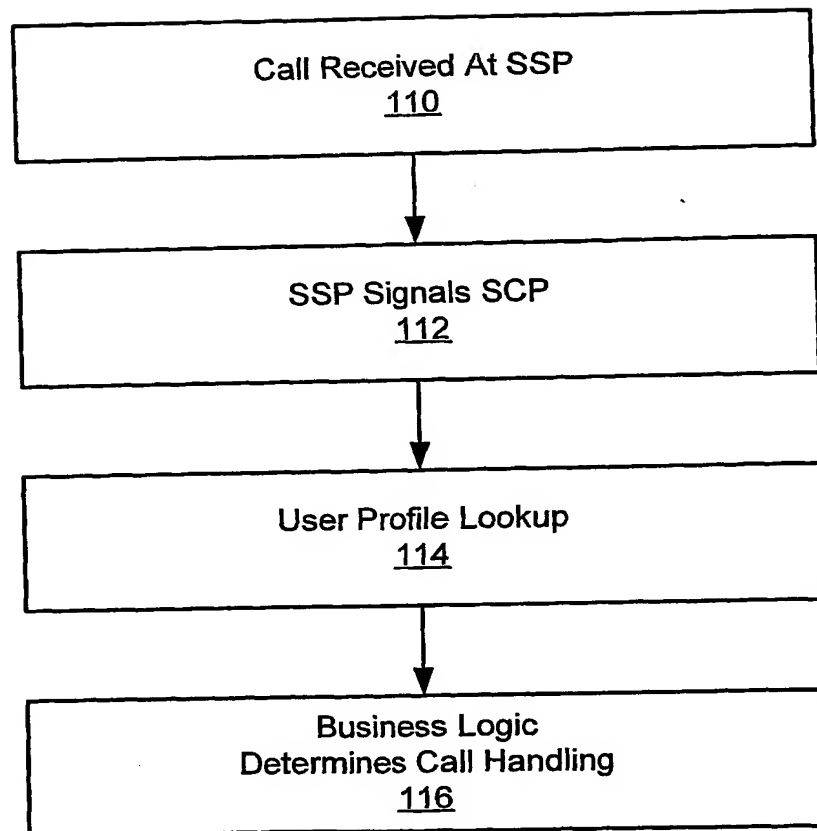 Call Received At SSP
110
SSP Signals SCP
112
User Profile Lookup
114
Business Logic
Determines Call Handling
116